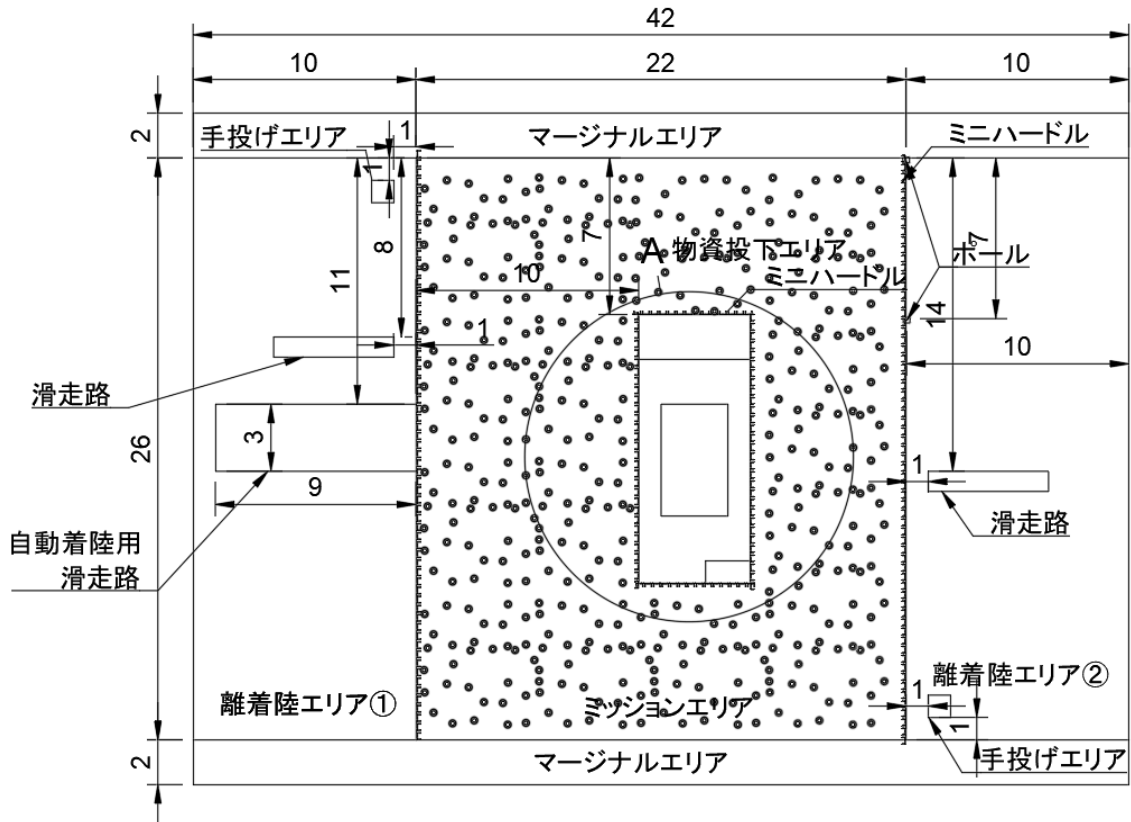 42
10
22
10
2
手投げエリア
1
マージナルエリア
ミニハードル
1
8
11
7
A 物資投下エリア
ミニハードル
ポール
7
10
14
1
10
滑走路
26
3
9
1
滑走路
自動着陸用
滑走路
離着陸エリア①
ミッションエリア
1
離着陸エリア②
1
2
マージナルエリア
手投げエリア